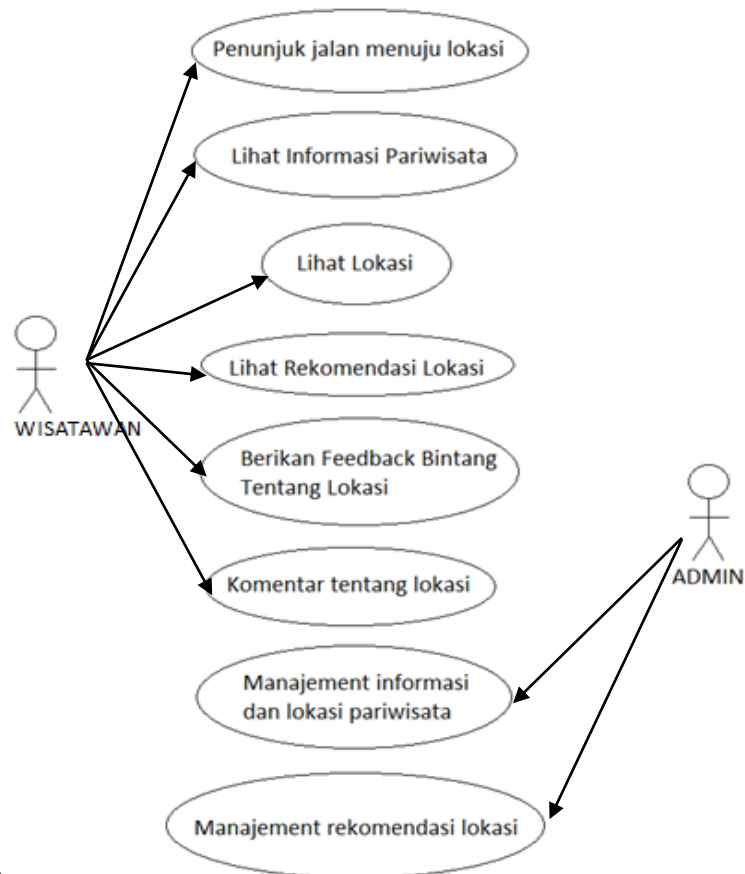 Penunjuk jalan menuju lokasi
Lihat Informasi Pariwisata
Lihat Lokasi
Lihat Rekomendasi Lokasi
WISATAWAN
Berikan Feedback Bintang
Tentang Lokasi
ADMIN
Komentar tentang lokasi
Manajement informasi
dan lokasi pariwisata
Manajement rekomendasi lokasi